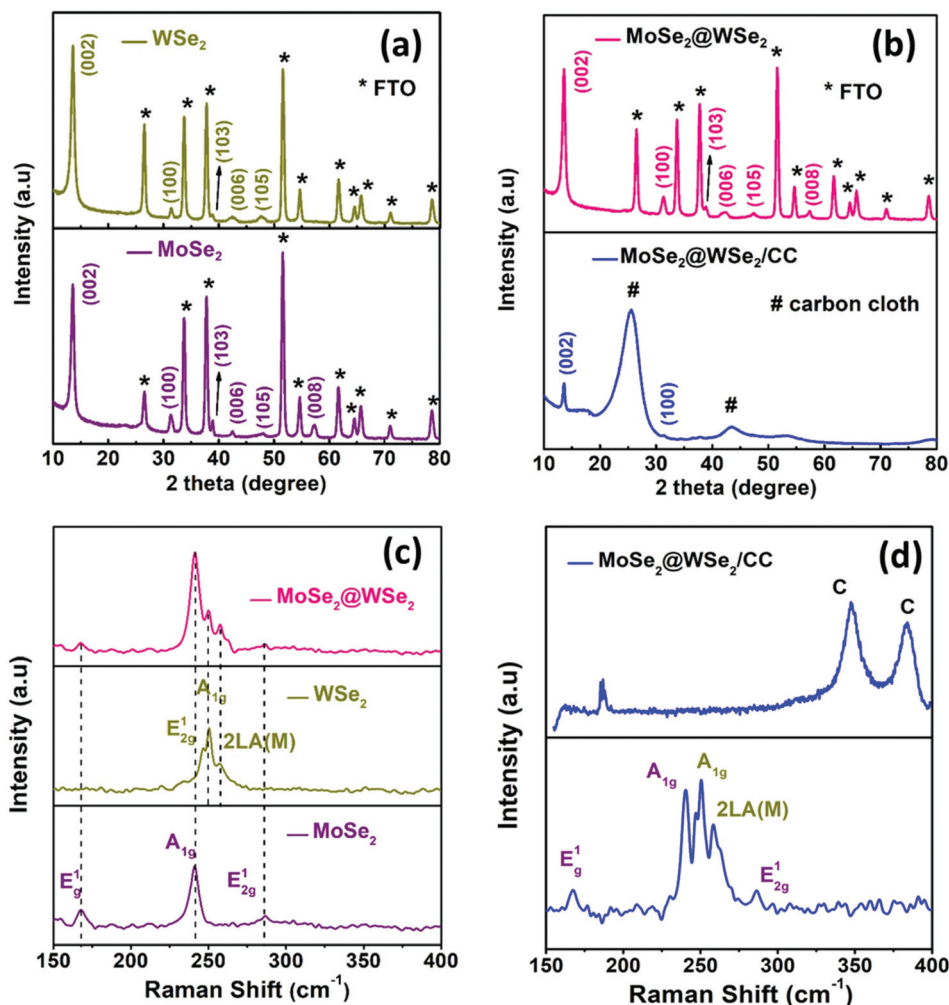 (a)
WSe₂
(002)
* FTO
* * * * * * * * *
(100) (103) (006) (105)
MoSe₂
(002)
* * * * * * * * *
(100) (103) (006) (105) (008)
Intensity (a.u)
10 20 30 40 50 60 70 80
2 theta (degree)
(b)
MoSe₂@WSe₂
(002)
* FTO
* * * * * * * * *
(100) (103) (006) (105) (008)
MoSe₂@WSe₂/CC
# carbon cloth
(002) # (100) #
Intensity (a.u)
10 20 30 40 50 60 70 80
2 theta (degree)
(c)
MoSe₂@WSe₂
WSe₂
A₁g
E¹₂g 2LA(M)
MoSe₂
E¹g A₁g E¹₂g
Intensity (a.u)
150 200 250 300 350 400
Raman Shift (cm⁻¹)
(d)
MoSe₂@WSe₂/CC
C C
A₁g A₁g
2LA(M)
E¹g E¹₂g
Intensity (a.u)
150 200 250 300 350 400
Raman Shift (cm⁻¹)